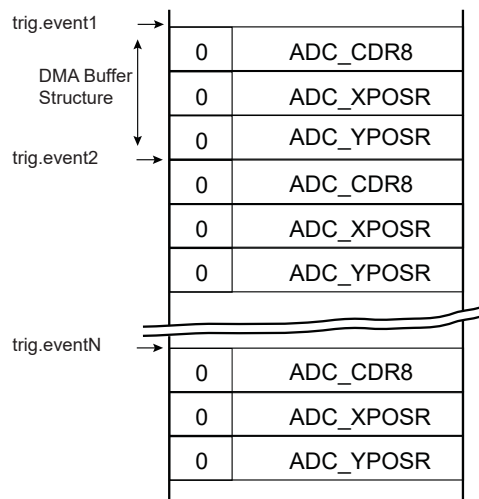 trig.event1
0 ADC_CDR8
DMA Buffer
Structure
0 ADC_XPOSR
0 ADC_YPOSR
trig.event2
0 ADC_CDR8
0 ADC_XPOSR
0 ADC_YPOSR
trig.eventN
0 ADC_CDR8
0 ADC_XPOSR
0 ADC_YPOSR